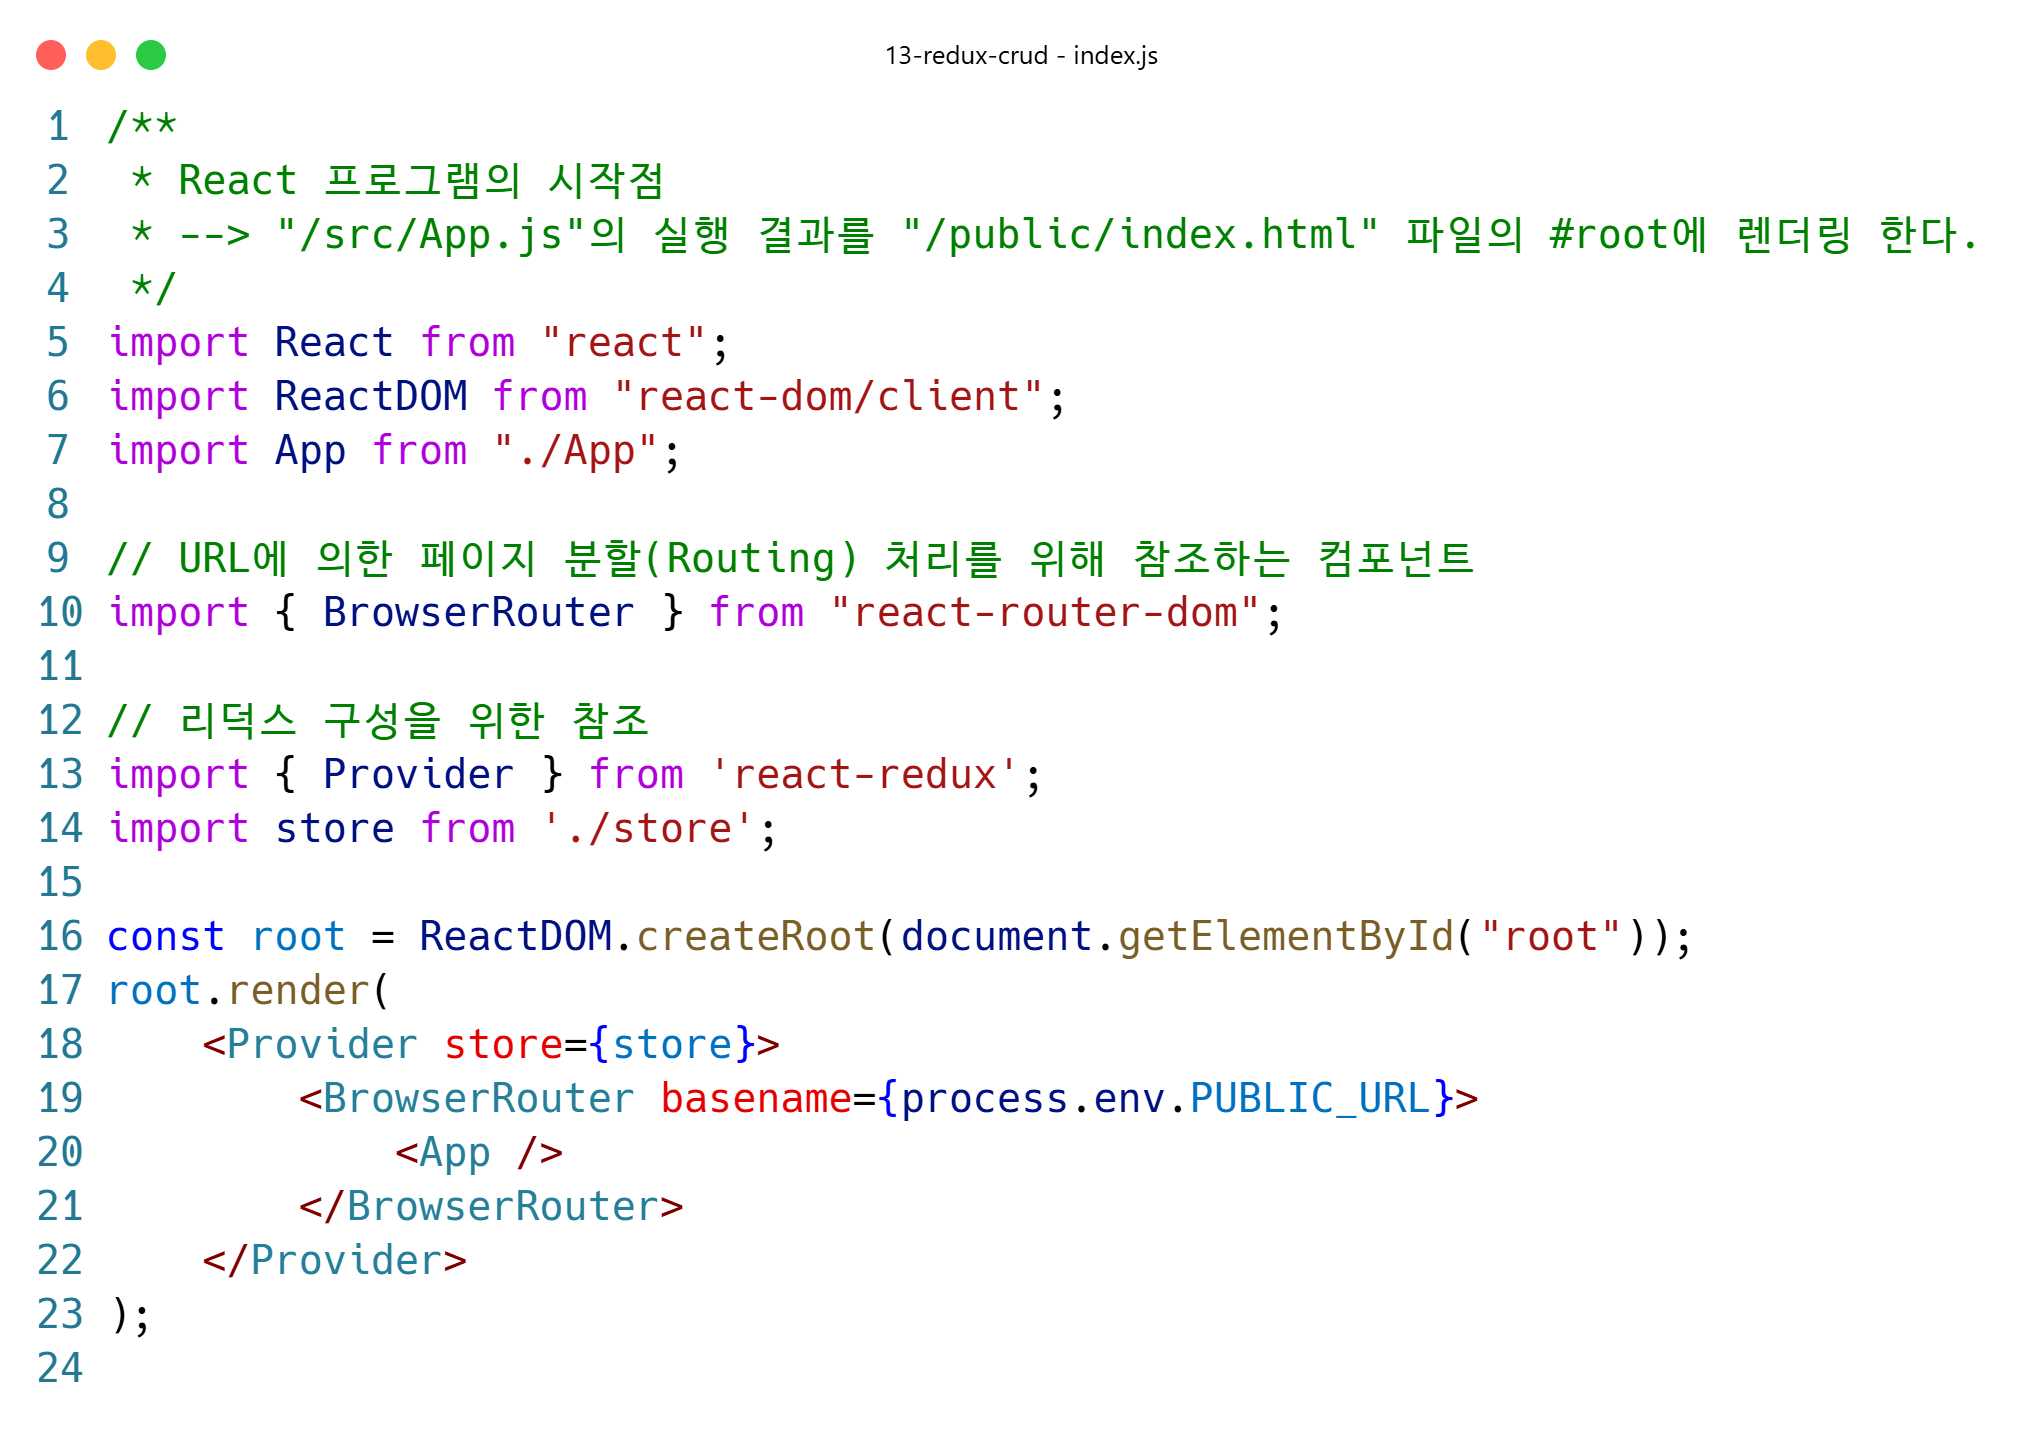 13-redux-crud - index.js
1 /**
2  * React 프로그램의 시작점
3  * --> "/src/App.js"의 실행 결과를 "/public/index.html" 파일의 #root에 렌더링 한다.
4  */
5 import React from "react";
6 import ReactDOM from "react-dom/client";
7 import App from "./App";
8
9 // URL에 의한 페이지 분할(Routing) 처리를 위해 참조하는 컴포넌트
10 import { BrowserRouter } from "react-router-dom";
11
12 // 리덕스 구성을 위한 참조
13 import { Provider } from 'react-redux';
14 import store from './store';
15
16 const root = ReactDOM.createRoot(document.getElementById("root"));
17 root.render(
18     <Provider store={store}>
19         <BrowserRouter basename={process.env.PUBLIC_URL}>
20             <App />
21         </BrowserRouter>
22     </Provider>
23 );
24